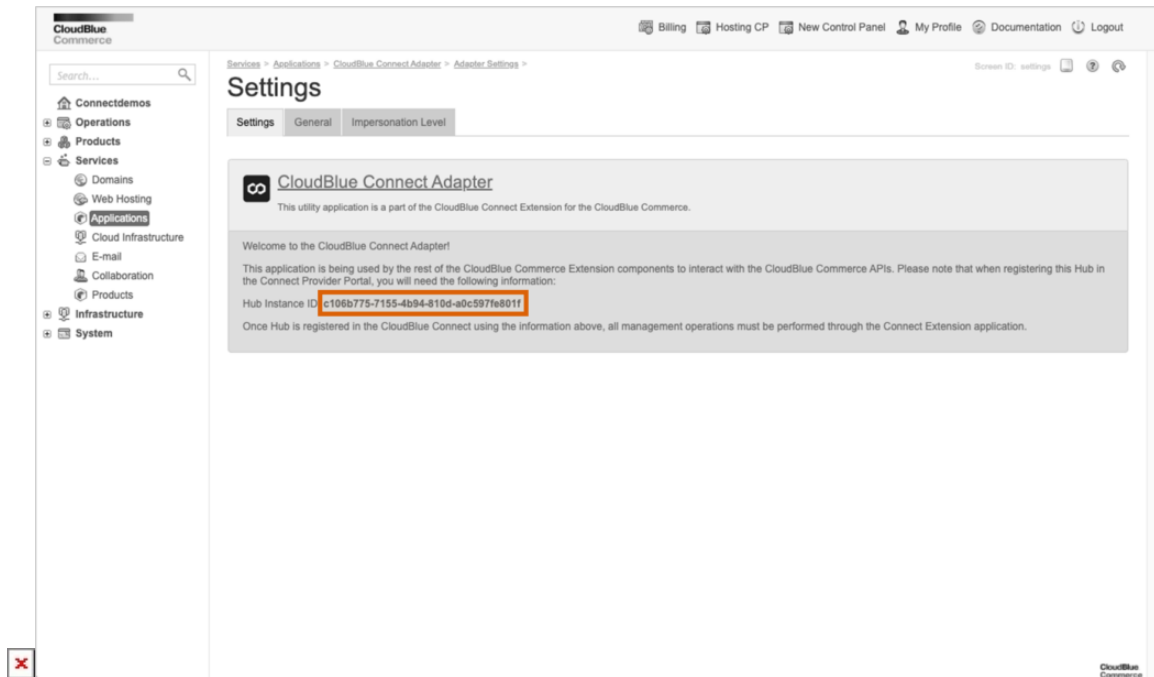 CloudBlue
Commerce
Billing Hosting CP New Control Panel My Profile Documentation Logout
Search...
Connectdemos
Operations
Products
Services
Domains
Web Hosting
Applications
Cloud Infrastructure
E-mail
Collaboration
Products
Infrastructure
System
Services > Applications > CloudBlue Connect Adapter > Adapter Settings >
Screen ID: settings
Settings
Settings General Impersonation Level
CloudBlue Connect Adapter
This utility application is a part of the CloudBlue Connect Extension for the CloudBlue Commerce.
Welcome to the CloudBlue Connect Adapter!
This application is being used by the rest of the CloudBlue Commerce Extension components to interact with the CloudBlue Commerce APIs. Please note that when registering this Hub in
the Connect Provider Portal, you will need the following information:
Hub Instance ID c106b775-7155-4b94-810d-a0c597fe801f
Once Hub is registered in the CloudBlue Connect using the information above, all management operations must be performed through the Connect Extension application.
CloudBlue
Commerce